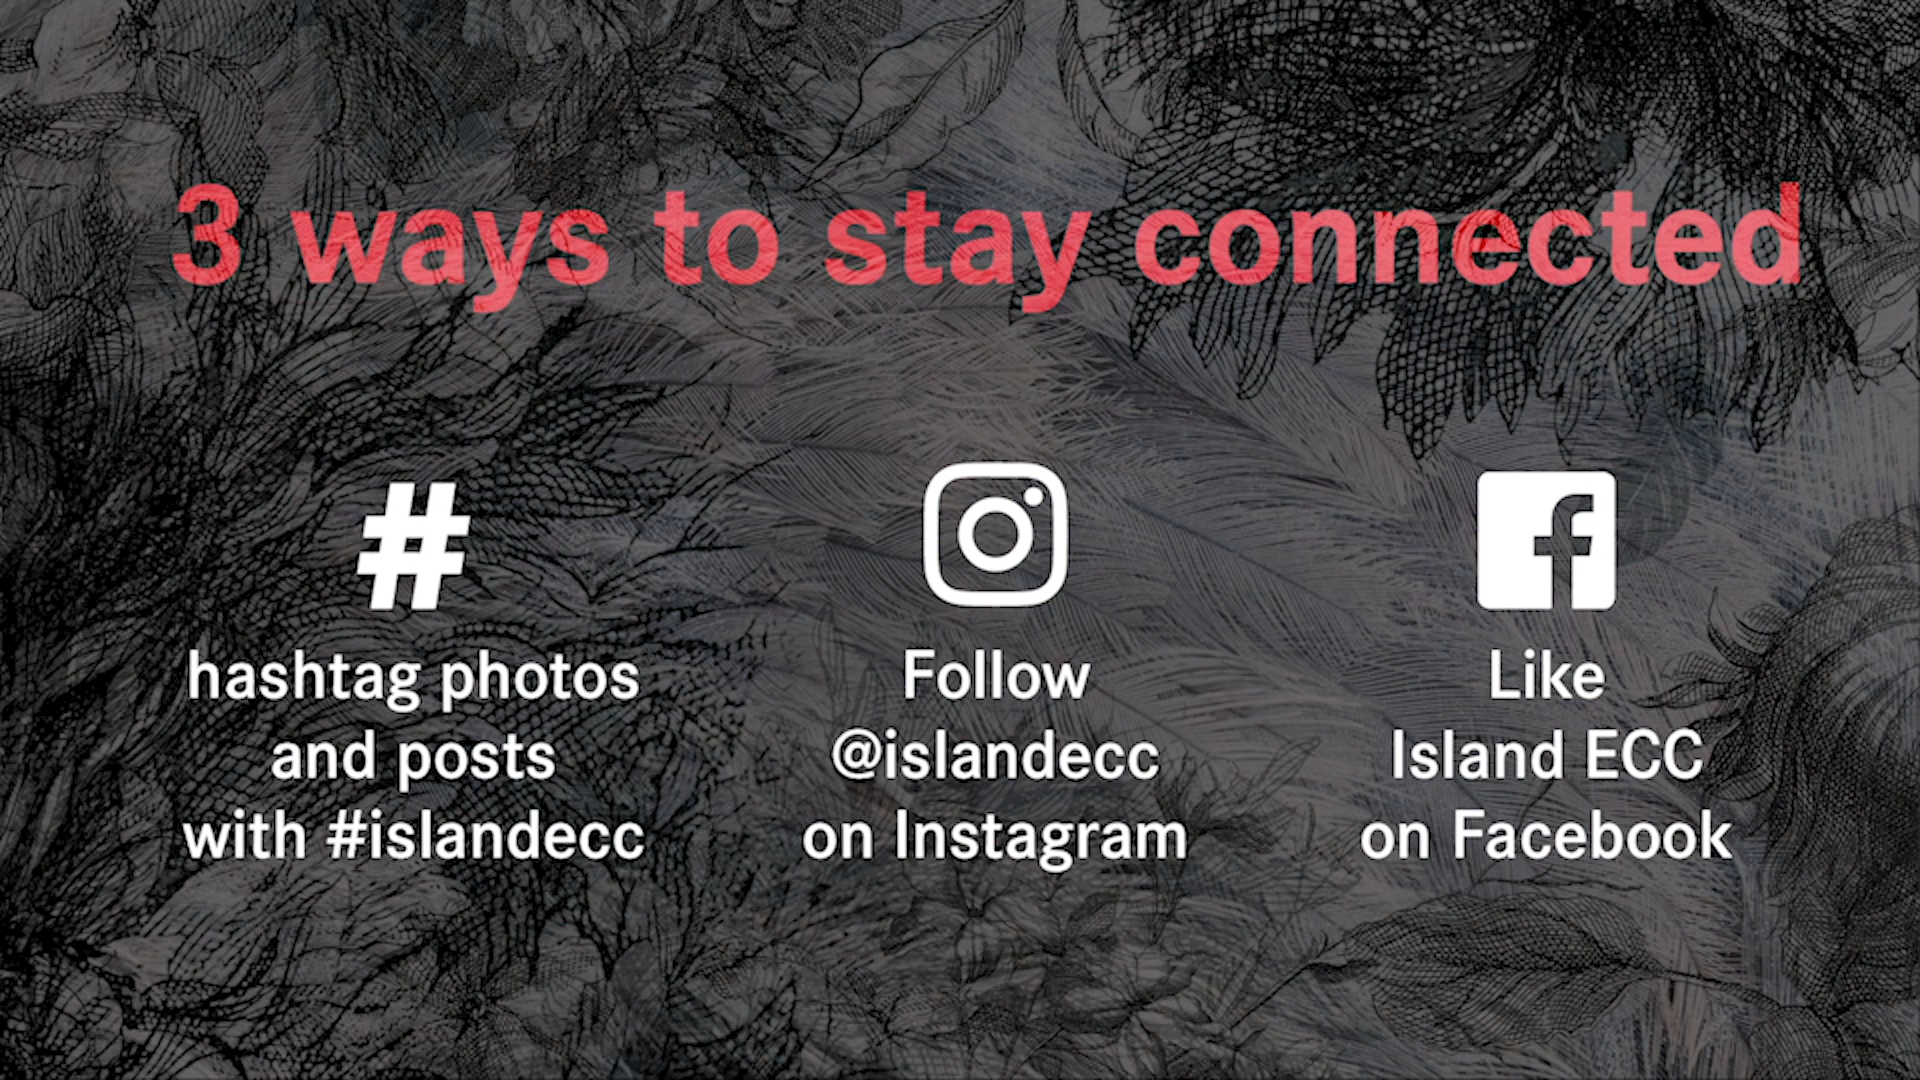 3 ways to stay connected
#
hashtag photos
and posts
with #islandecc
Follow
@islandecc
on Instagram
Like
Island ECC
on Facebook